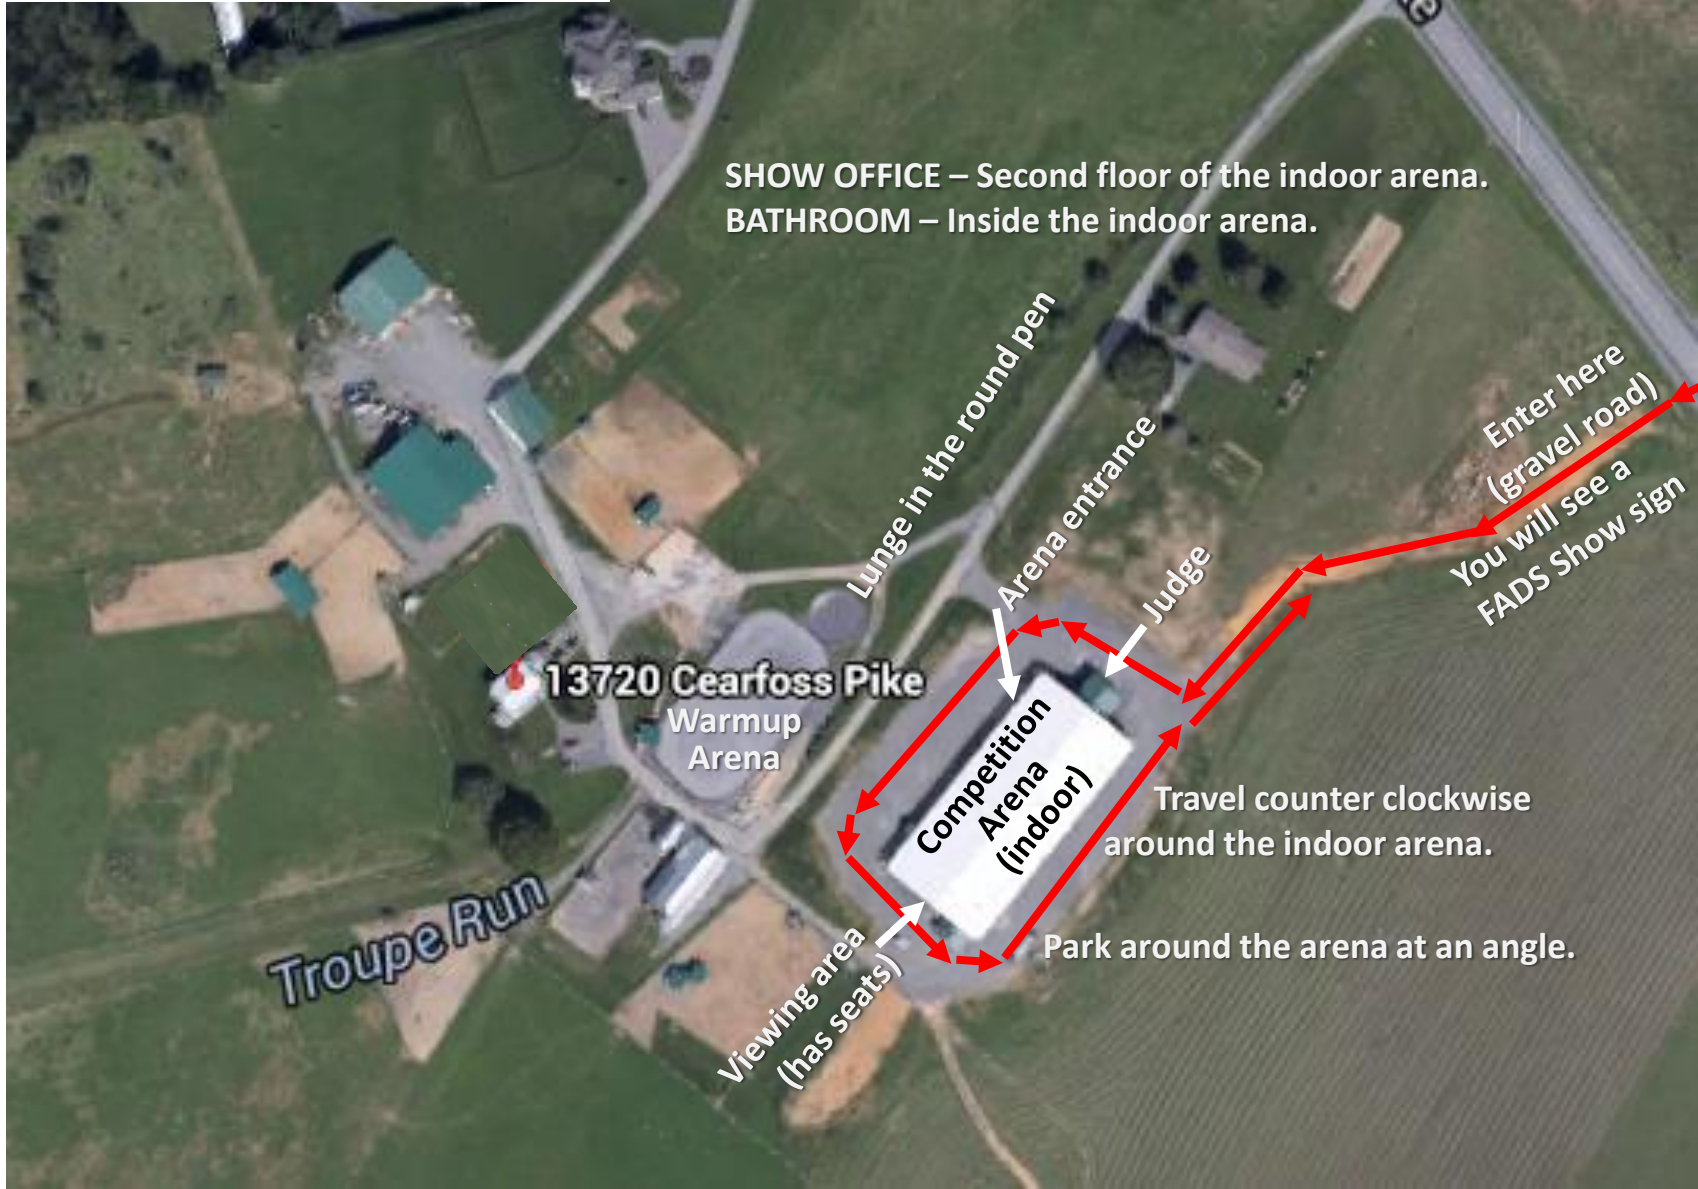 SHOW OFFICE – Second floor of the indoor arena.
BATHROOM – Inside the indoor arena.
Lunge in the round pen
Arena entrance
Judge
Enter here
(gravel road)
You will see a
FADS Show sign
13720 Cearfoss Pike
Warmup
Arena
Competition
Arena
(indoor)
Travel counter clockwise
around the indoor arena.
Troupe Run
Viewing area
(has seats)
Park around the arena at an angle.